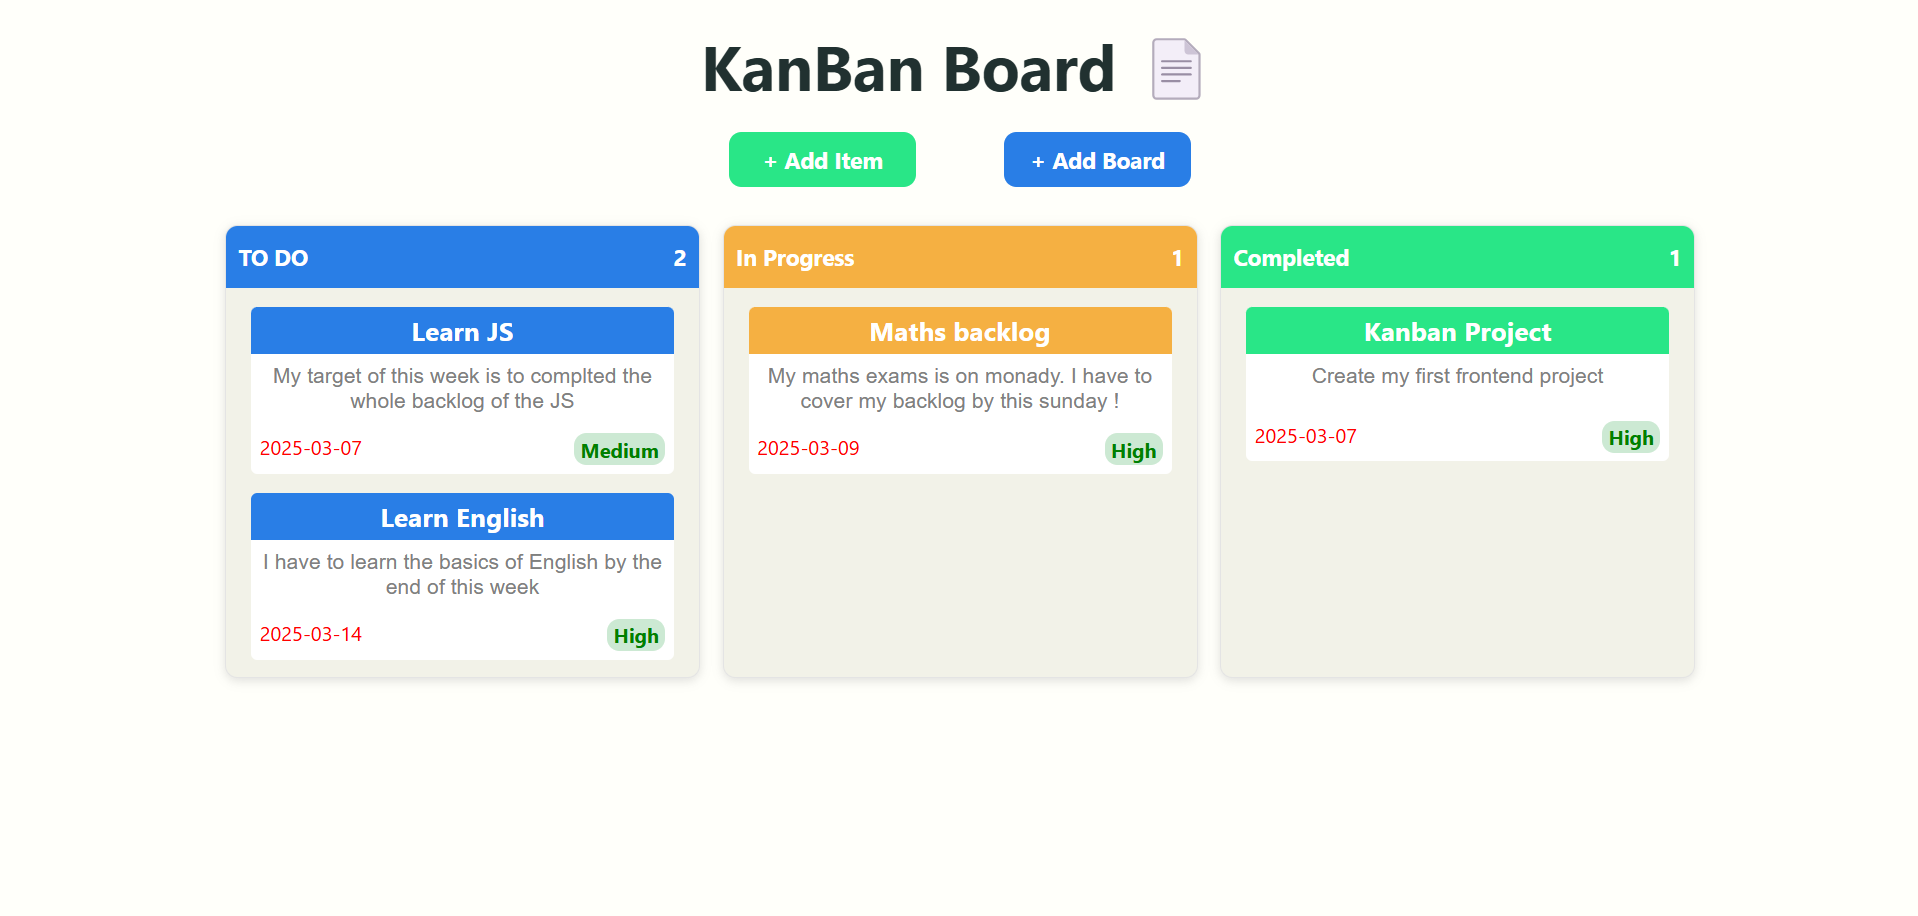 KanBan Board
+ Add Item
+ Add Board
TO DO 2
Learn JS
My target of this week is to complted the
whole backlog of the JS
2025-03-07 Medium
Learn English
I have to learn the basics of English by the
end of this week
2025-03-14 High
In Progress 1
Maths backlog
My maths exams is on monady. I have to
cover my backlog by this sunday !
2025-03-09 High
Completed 1
Kanban Project
Create my first frontend project
2025-03-07 High